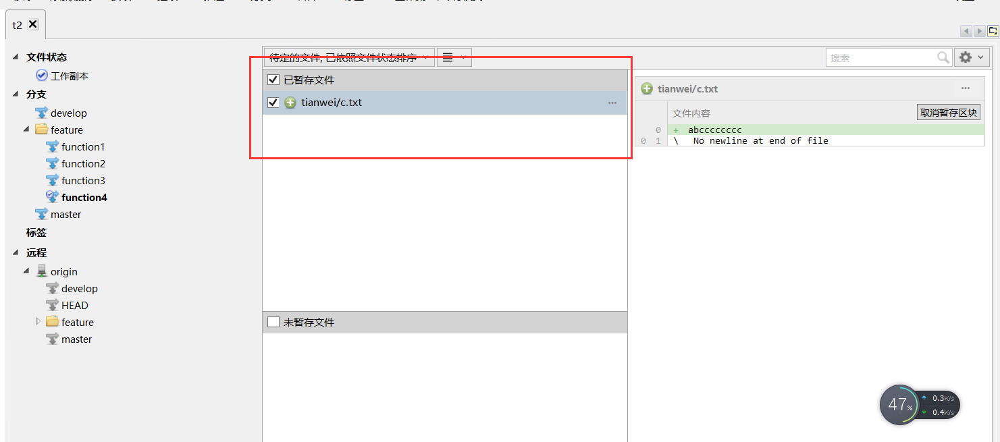 t2
文件状态
工作副本
分支
develop
feature
function1
function2
function3
function4
master
标签
远程
origin
develop
HEAD
feature
master
待定的文件, 已依照文件状态排序
已暂存文件
tianwei/c.txt
未暂存文件
搜索
tianwei/c.txt
文件内容
取消暂存区块
0 + abcccccccc
0 1 \ No newline at end of file
47%
0.3K/s
0.4K/s